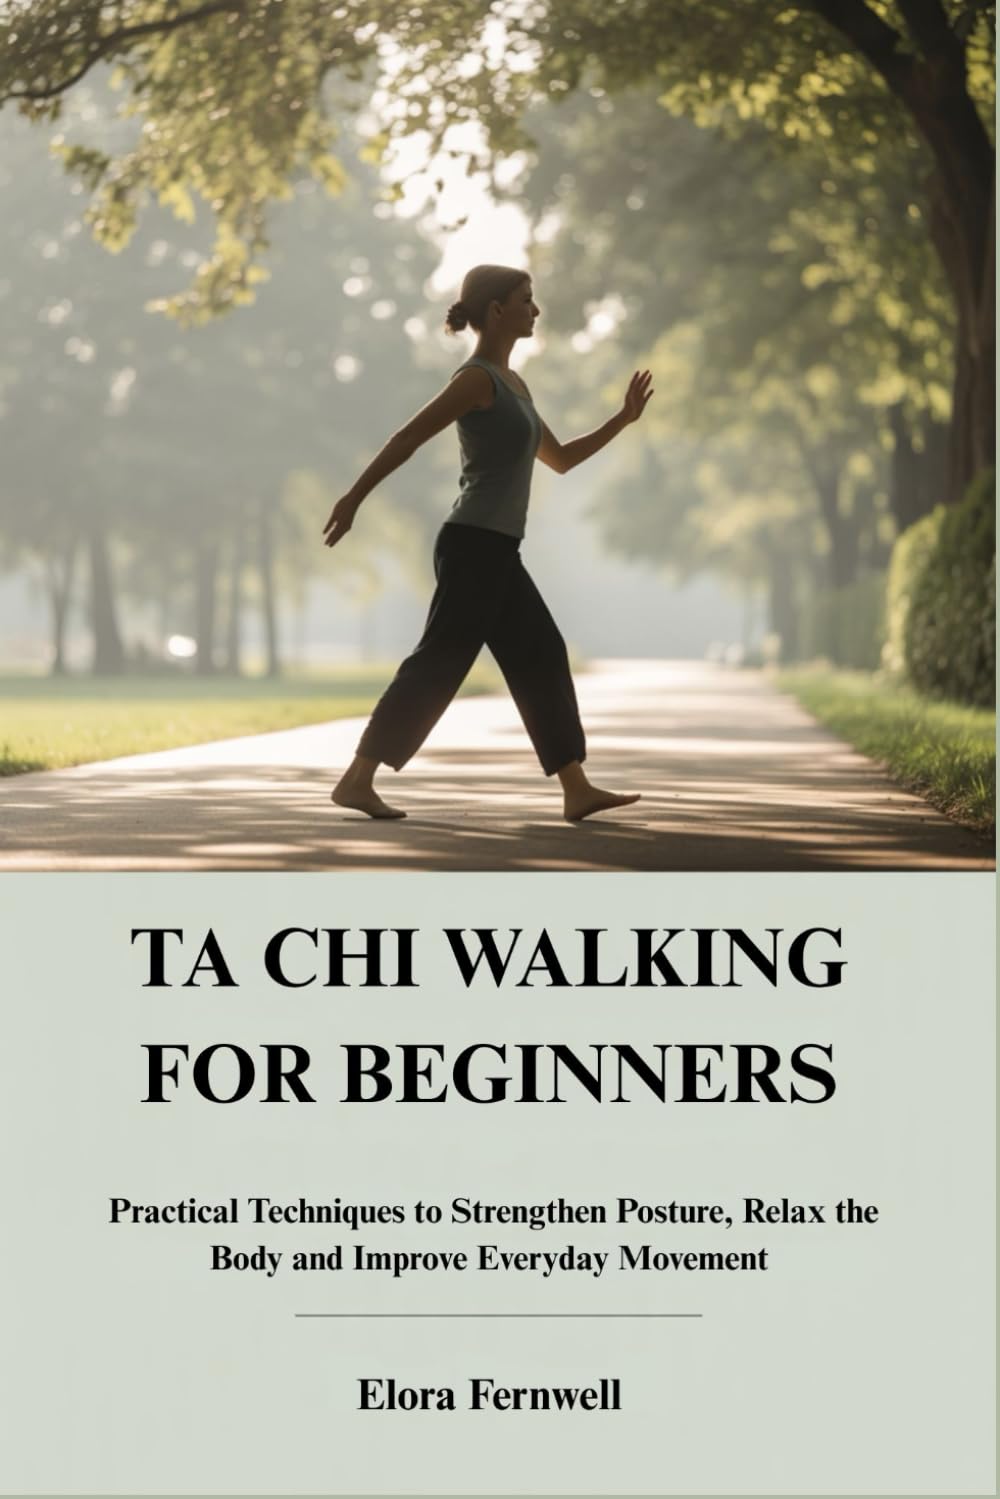 TA CHI WALKING
FOR BEGINNERS
Practical Techniques to Strengthen Posture, Relax the
Body and Improve Everyday Movement
Elora Fernwell